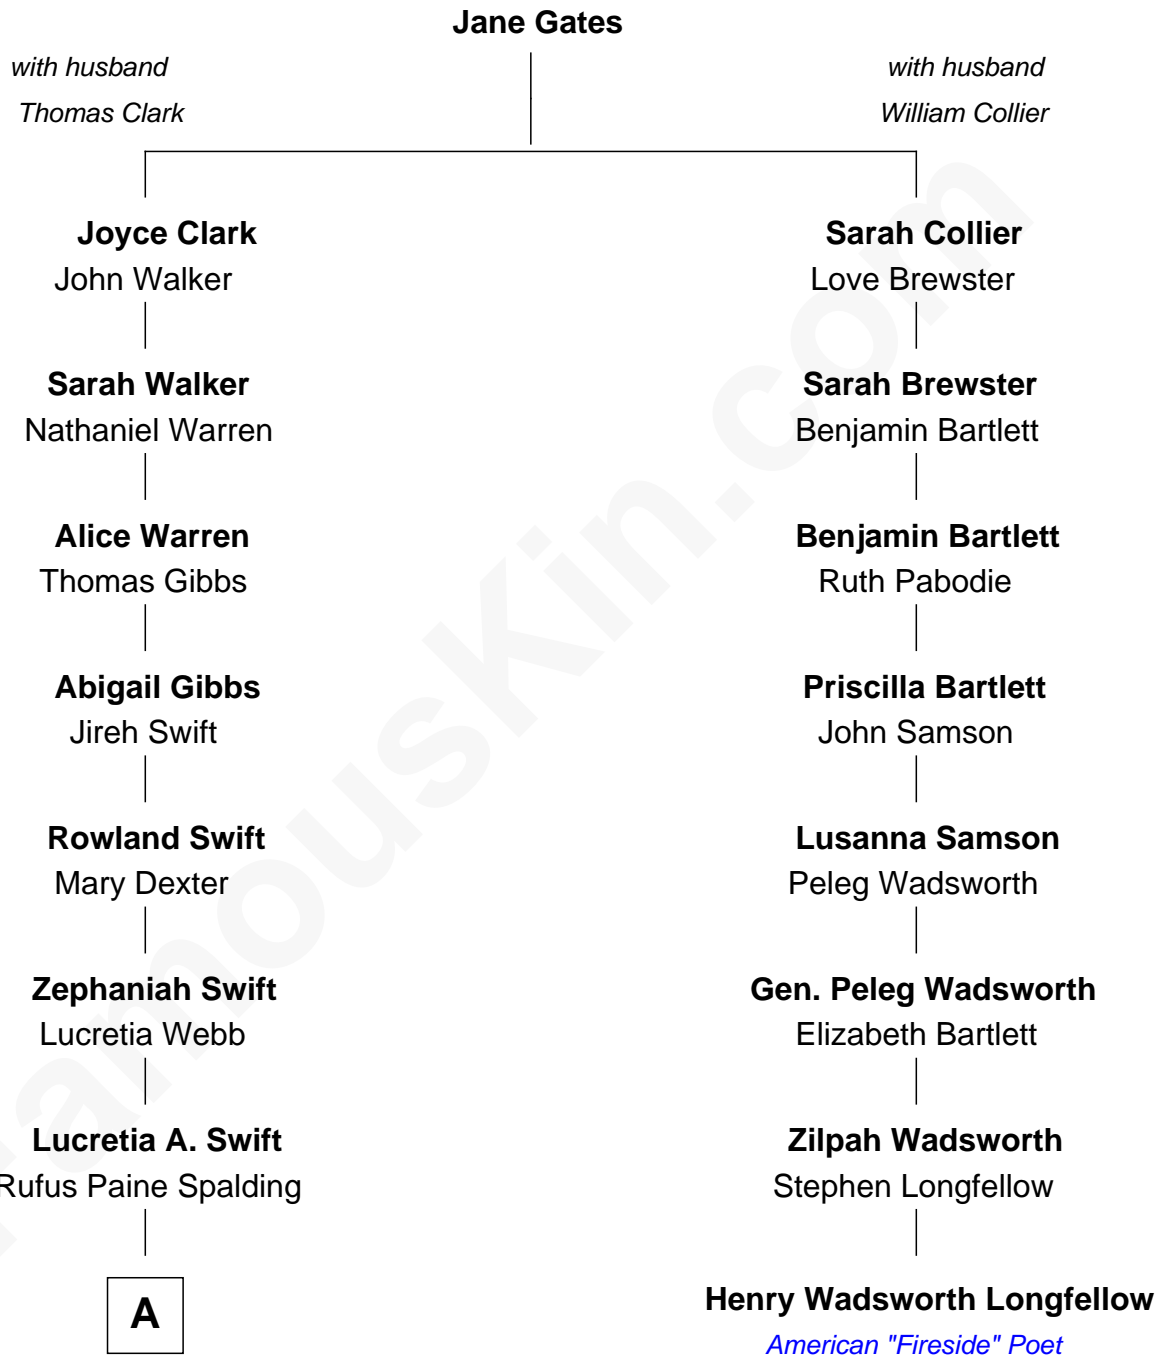 Jane Gates
with husband
Thomas Clark
with husband
William Collier
Joyce Clark
John Walker
Sarah Walker
Nathaniel Warren
Alice Warren
Thomas Gibbs
Abigail Gibbs
Jireh Swift
Rowland Swift
Mary Dexter
Zephaniah Swift
Lucretia Webb
Lucretia A. Swift
Rufus Paine Spalding
A
Sarah Collier
Love Brewster
Sarah Brewster
Benjamin Bartlett
Benjamin Bartlett
Ruth Pabodie
Priscilla Bartlett
John Samson
Lusanna Samson
Peleg Wadsworth
Gen. Peleg Wadsworth
Elizabeth Bartlett
Zilpah Wadsworth
Stephen Longfellow
Henry Wadsworth Longfellow
American "Fireside" Poet
FamousKin.com